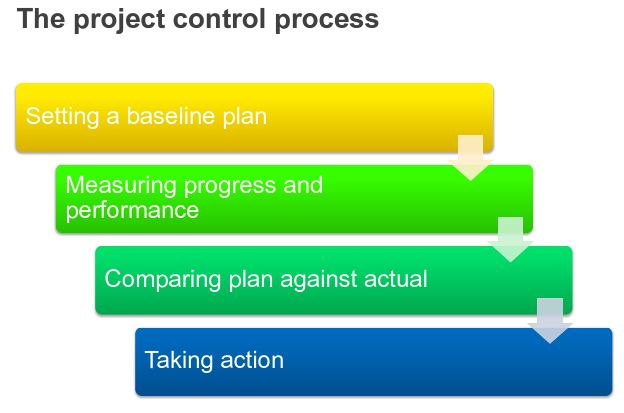 The project control process
Setting a baseline plan
Measuring progress and
performance
Comparing plan against actual
Taking action